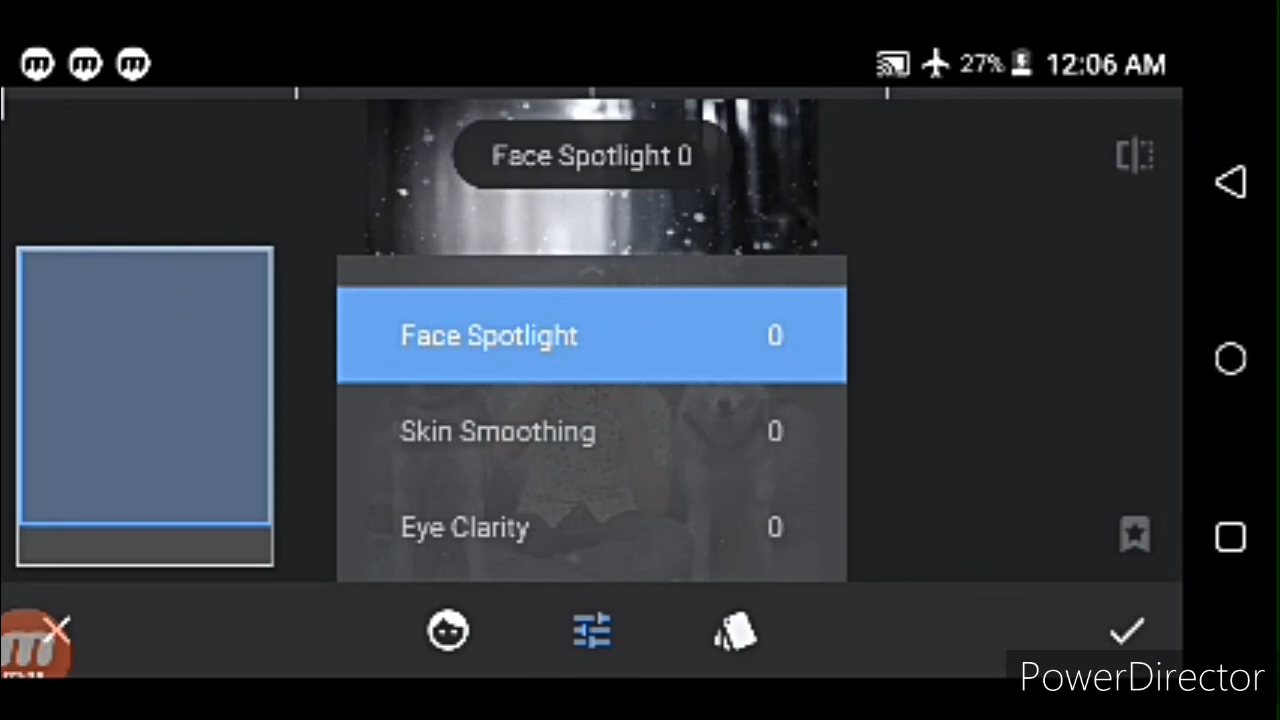 27% 12:06 AM
Face Spotlight 0
Face Spotlight 0
Skin Smoothing 0
Eye Clarity 0
PowerDirector